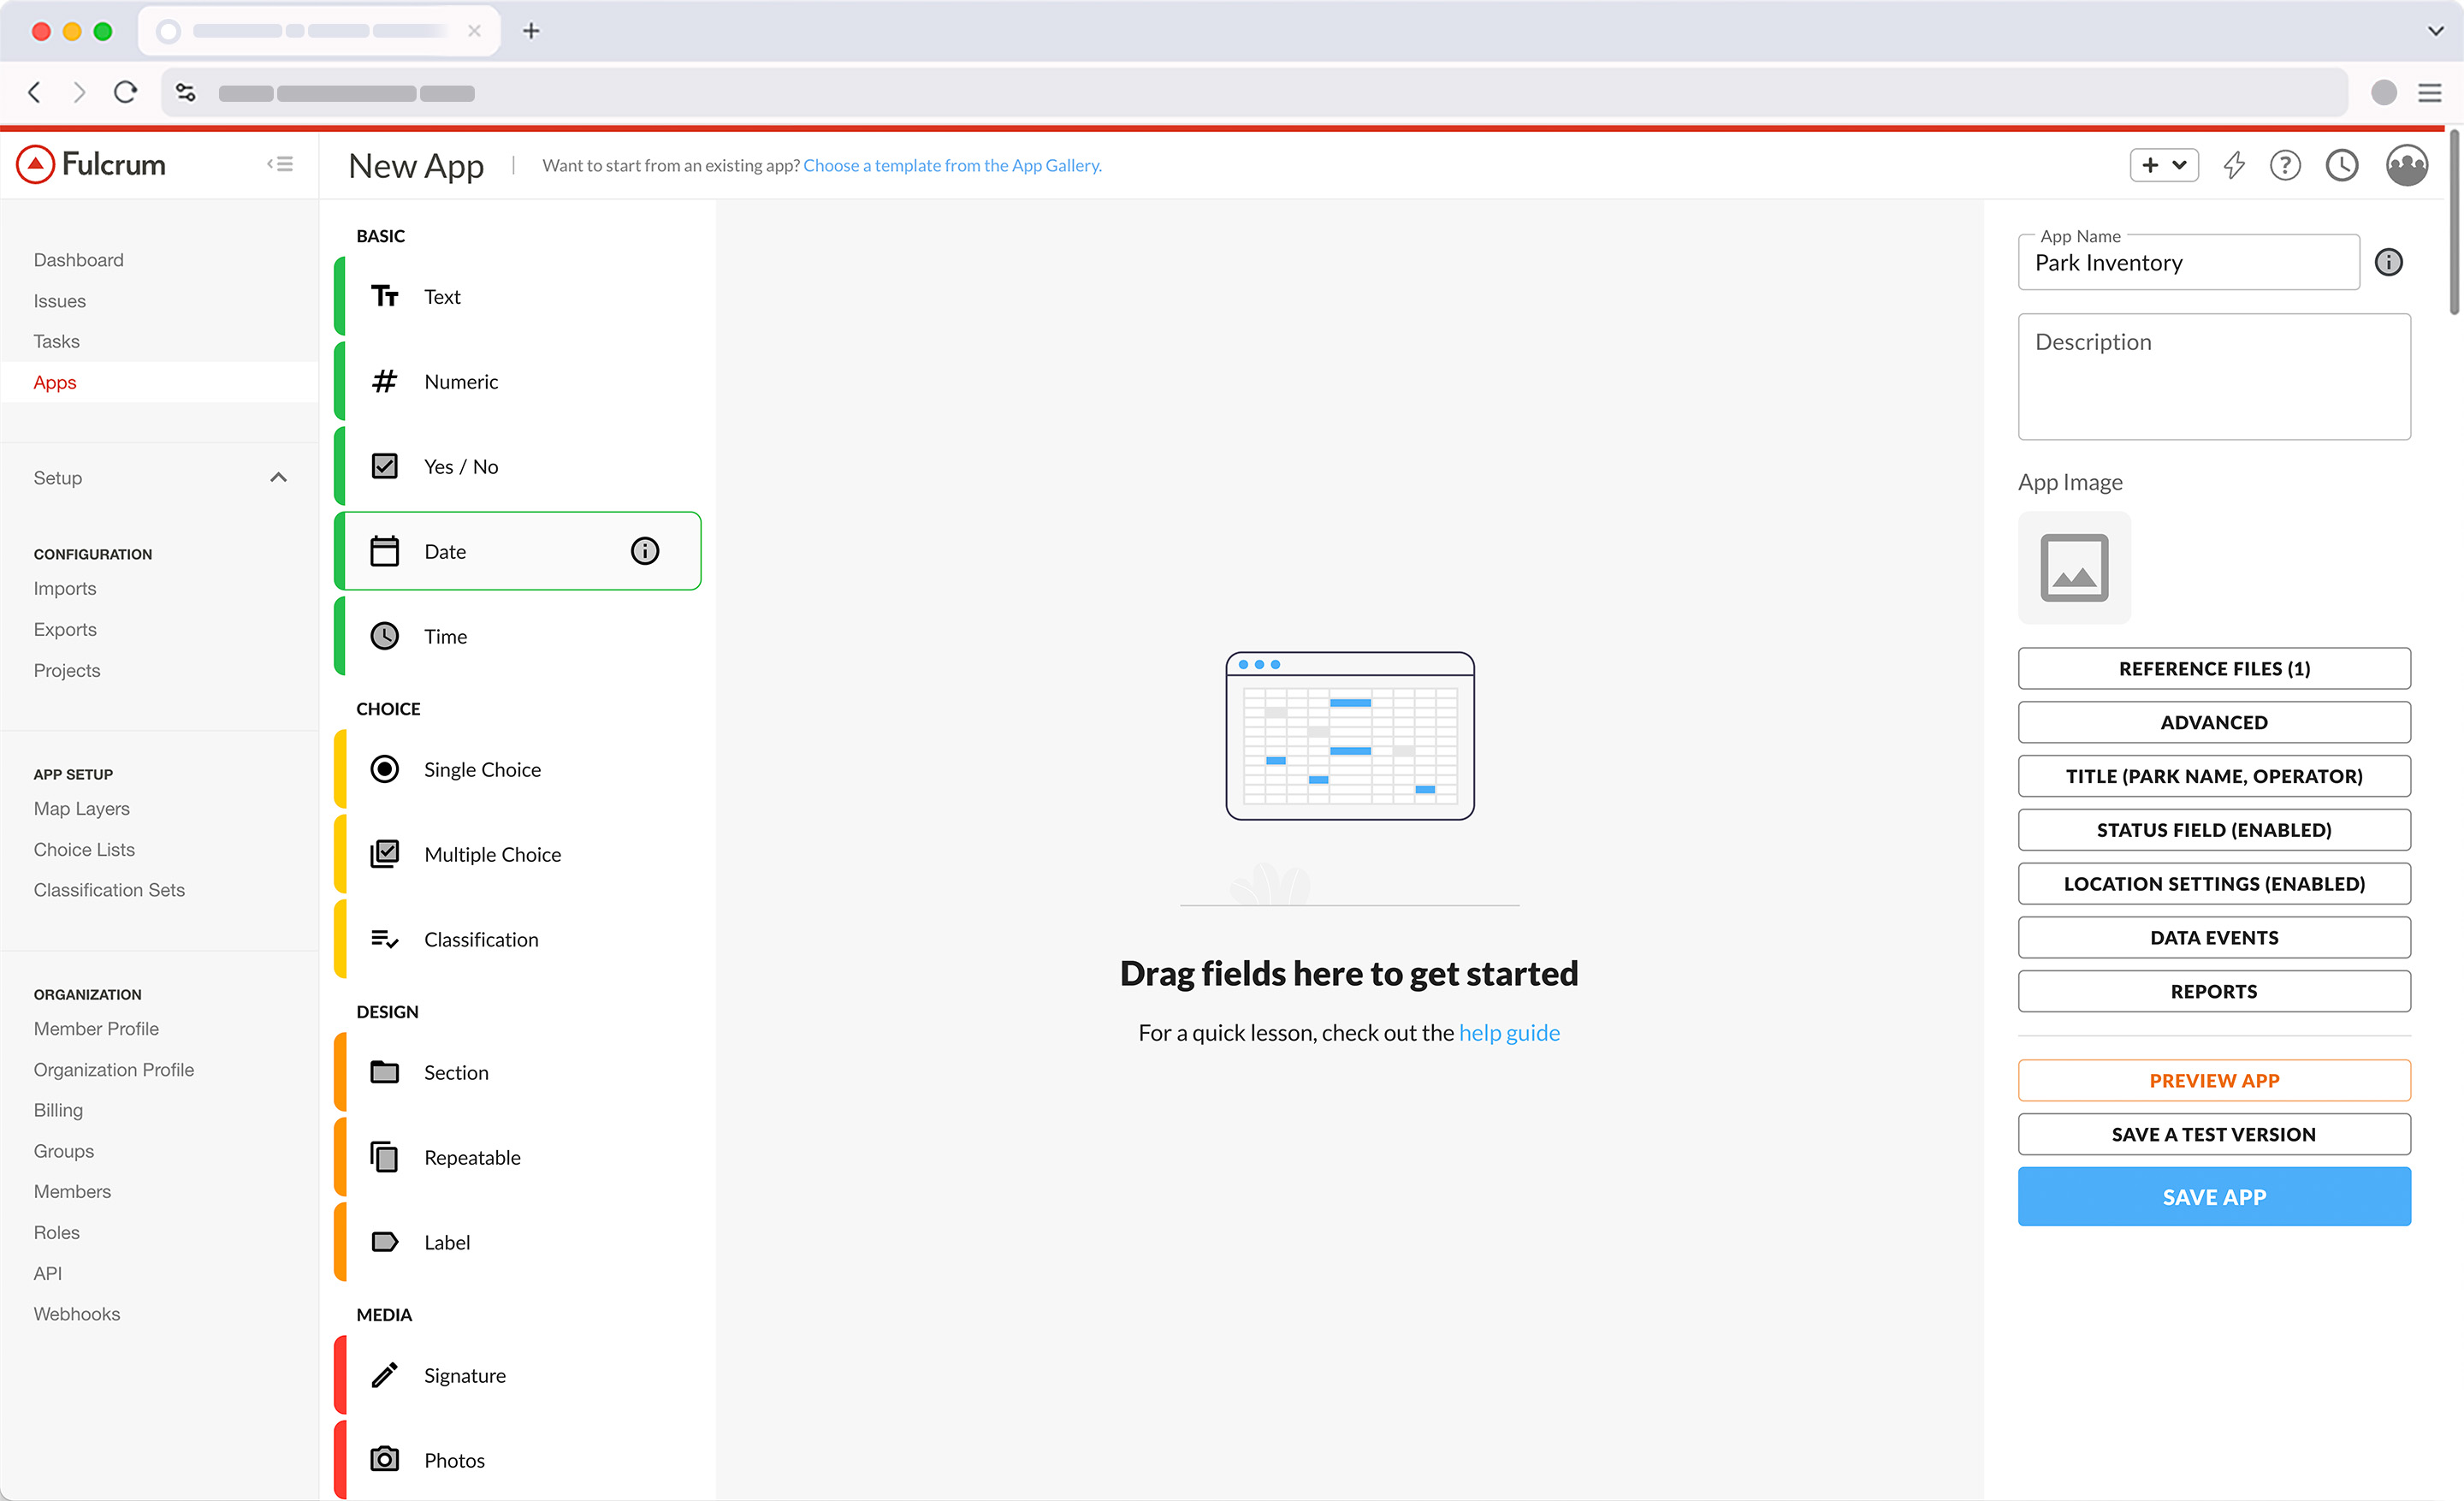 Fulcrum
New App
Want to start from an existing app? Choose a template from the App Gallery.
Dashboard
Issues
Tasks
Apps
Setup
CONFIGURATION
Imports
Exports
Projects
APP SETUP
Map Layers
Choice Lists
Classification Sets
ORGANIZATION
Member Profile
Organization Profile
Billing
Groups
Members
Roles
API
Webhooks
BASIC
Text
Numeric
Yes / No
Date
Time
CHOICE
Single Choice
Multiple Choice
Classification
DESIGN
Section
Repeatable
Label
MEDIA
Signature
Photos
Drag fields here to get started
For a quick lesson, check out the help guide
App Name
Park Inventory
Description
App Image
REFERENCE FILES (1)
ADVANCED
TITLE (PARK NAME, OPERATOR)
STATUS FIELD (ENABLED)
LOCATION SETTINGS (ENABLED)
DATA EVENTS
REPORTS
PREVIEW APP
SAVE A TEST VERSION
SAVE APP